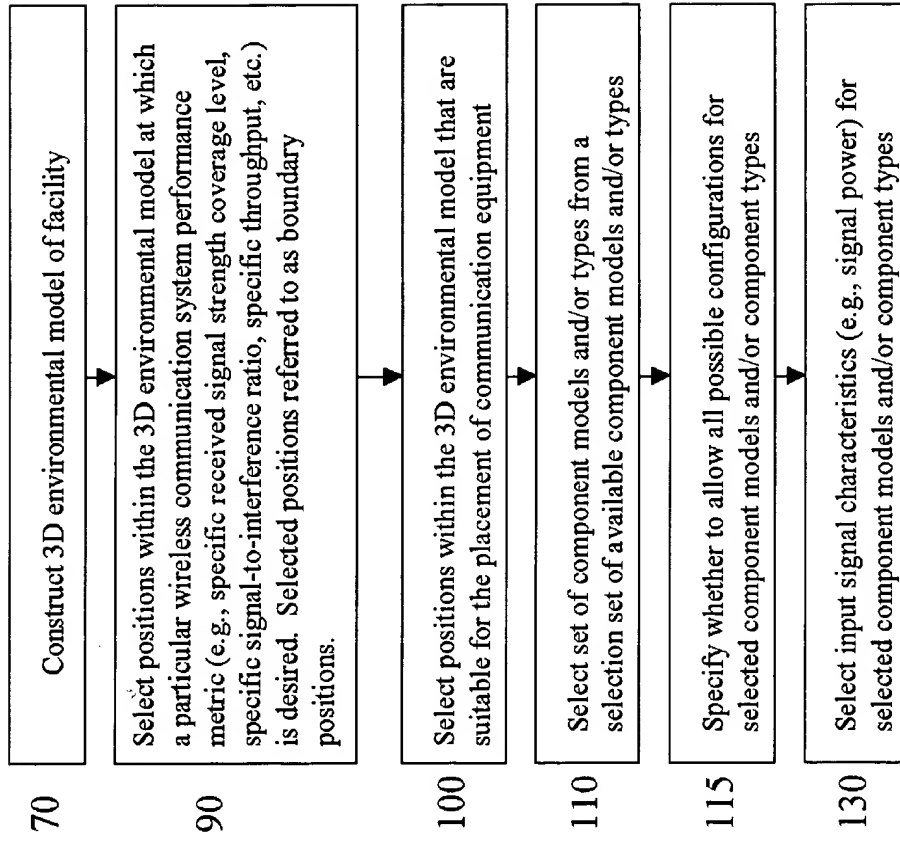 70
Construct 3D environmental model of facility
90
Select positions within the 3D environmental model at which
a particular wireless communication system performance
metric (e.g., specific received signal strength coverage level,
specific signal-to-interference ratio, specific throughput, etc.)
is desired. Selected positions referred to as boundary
positions.
100
Select positions within the 3D environmental model that are
suitable for the placement of communication equipment
110
Select set of component models and/or types from a
selection set of available component models and/or types
115
Specify whether to allow all possible configurations for
selected component models and/or component types
130
Select input signal characteristics (e.g., signal power) for
selected component models and/or component types